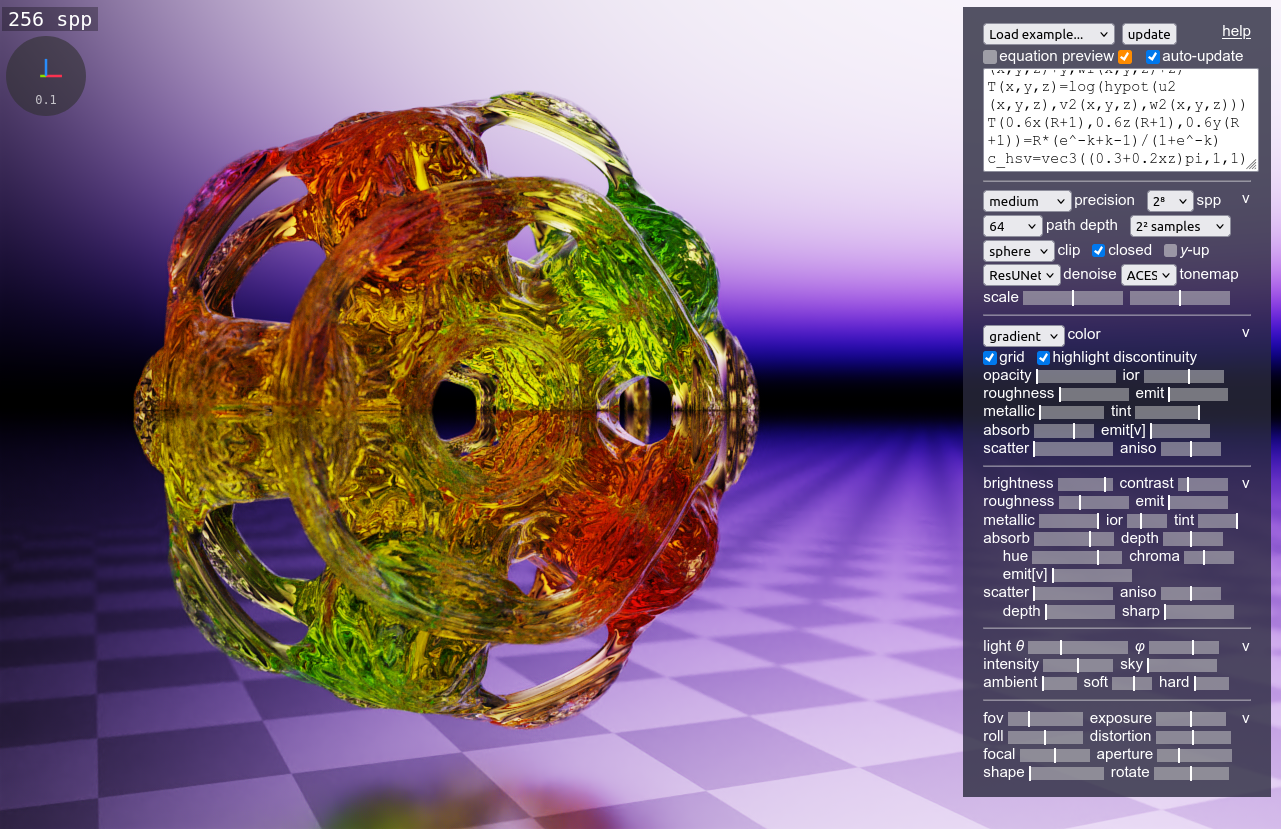 256 spp
0.1
Load example... update help
equation preview auto-update
(x,y,z)+y,w1(x,y,z)+z)
T(x,y,z)=log(hypot(u2
(x,y,z),v2(x,y,z),w2(x,y,z)))
T(0.6x(R+1),0.6z(R+1),0.6y(R
+1))=R*(e^-k+k-1)/(1+e^-k)
c_hsv=vec3((0.3+0.2xz)pi,1,1)
medium precision 2⁸ spp v
64 path depth 2² samples
sphere clip closed y-up
ResUNet denoise ACES tonemap
scale
gradient color v
grid highlight discontinuity
opacity ior
roughness emit
metallic tint
absorb emit[v]
scatter aniso
brightness contrast v
roughness emit
metallic ior tint
absorb depth
hue chroma
emit[v]
scatter aniso
depth sharp
light θ φ v
intensity sky
ambient soft hard
fov exposure v
roll distortion
focal aperture
shape rotate